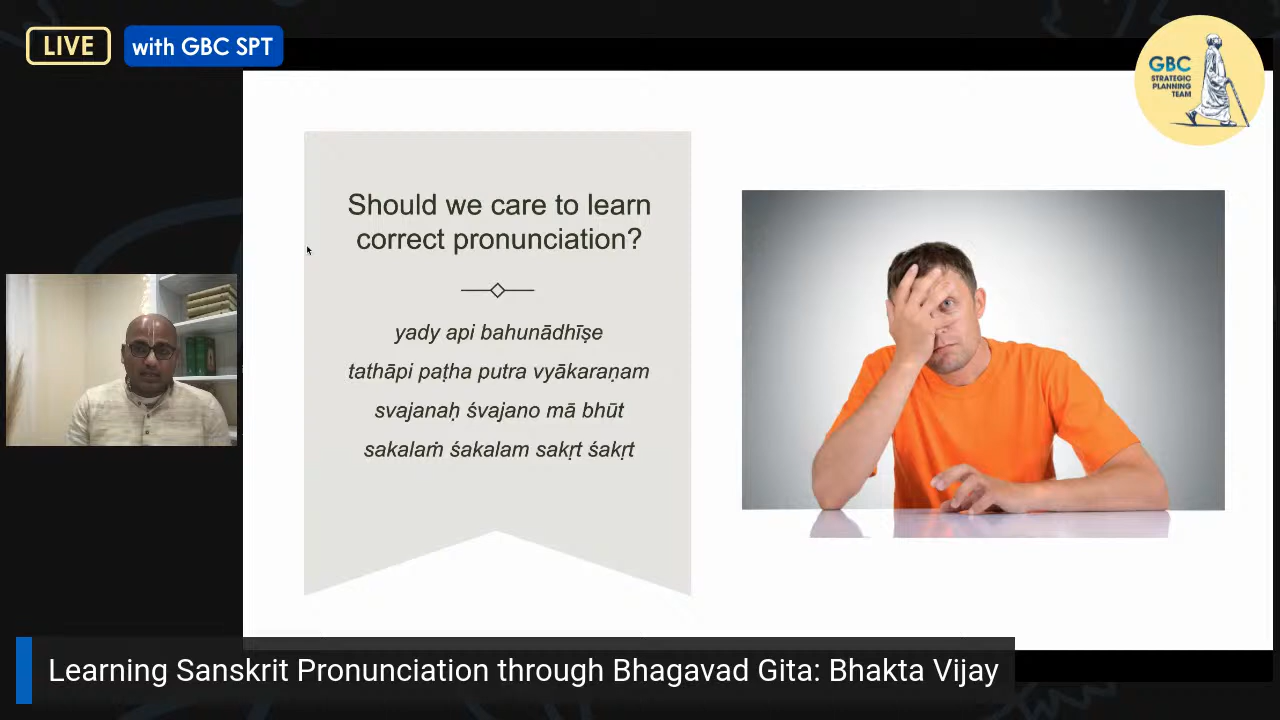 LIVE
with GBC SPT
GBC
STRATEGIC
PLANNING
TEAM
Should we care to learn
correct pronunciation?
yady api bahunādhīṣe
tathāpi paṭha putra vyākaraṇam
svajanaḥ śvajano mā bhūt
sakalaṁ śakalam sakṛt śakṛt
Learning Sanskrit Pronunciation through Bhagavad Gita: Bhakta Vijay